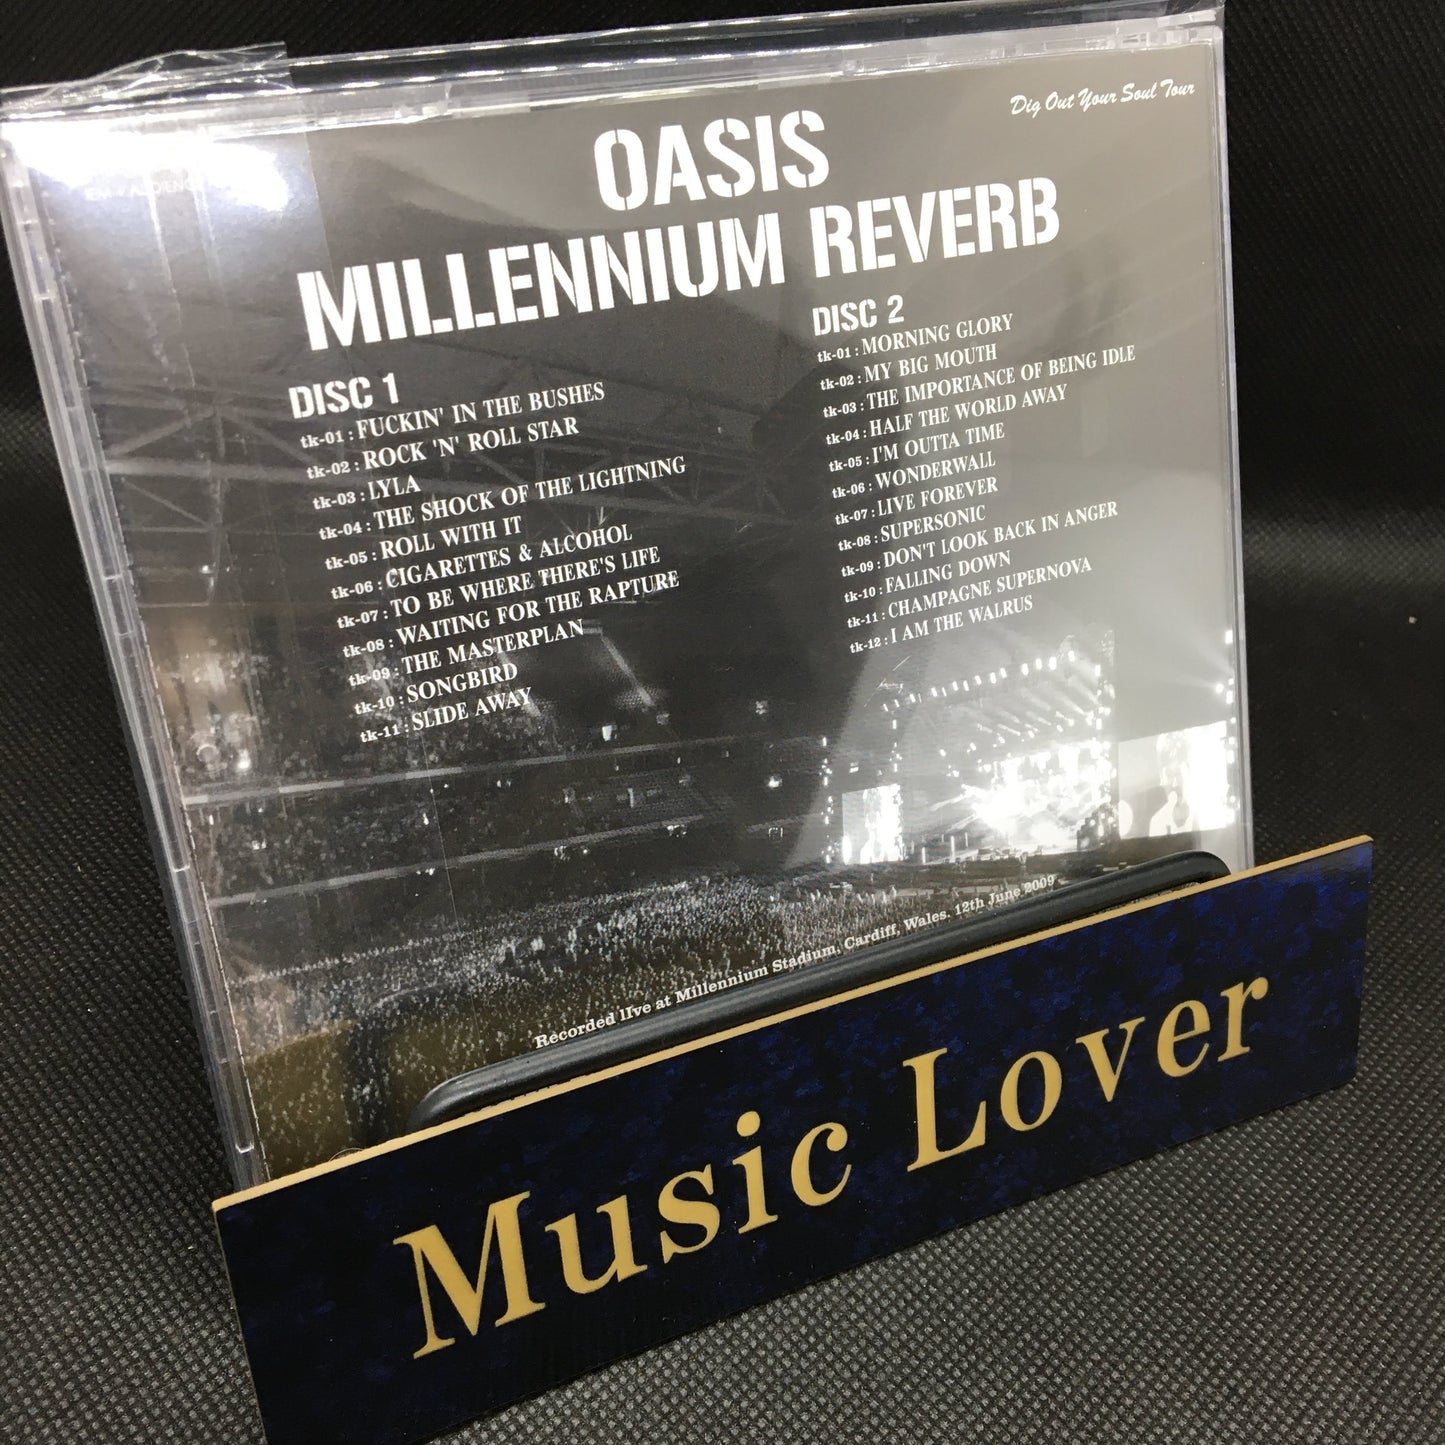 Dig Out Your Soul Tour
IEM + AUDIENCE
OASIS
MILLENNIUM REVERB
DISC 1
tk-01 : FUCKIN' IN THE BUSHES
tk-02 : ROCK 'N' ROLL STAR
tk-03 : LYLA
tk-04 : THE SHOCK OF THE LIGHTNING
tk-05 : ROLL WITH IT
tk-06 : CIGARETTES & ALCOHOL
tk-07 : TO BE WHERE THERE'S LIFE
tk-08 : WAITING FOR THE RAPTURE
tk-09 : THE MASTERPLAN
tk-10 : SONGBIRD
tk-11 : SLIDE AWAY
DISC 2
tk-01 : MORNING GLORY
tk-02 : MY BIG MOUTH
tk-03 : THE IMPORTANCE OF BEING IDLE
tk-04 : HALF THE WORLD AWAY
tk-05 : I'M OUTTA TIME
tk-06 : WONDERWALL
tk-07 : LIVE FOREVER
tk-08 : SUPERSONIC
tk-09 : DON'T LOOK BACK IN ANGER
tk-10 : FALLING DOWN
tk-11 : CHAMPAGNE SUPERNOVA
tk-12 : I AM THE WALRUS
Recorded lIve at Millennium Stadium, Cardiff, Wales. 12th June 2009
Music Lover